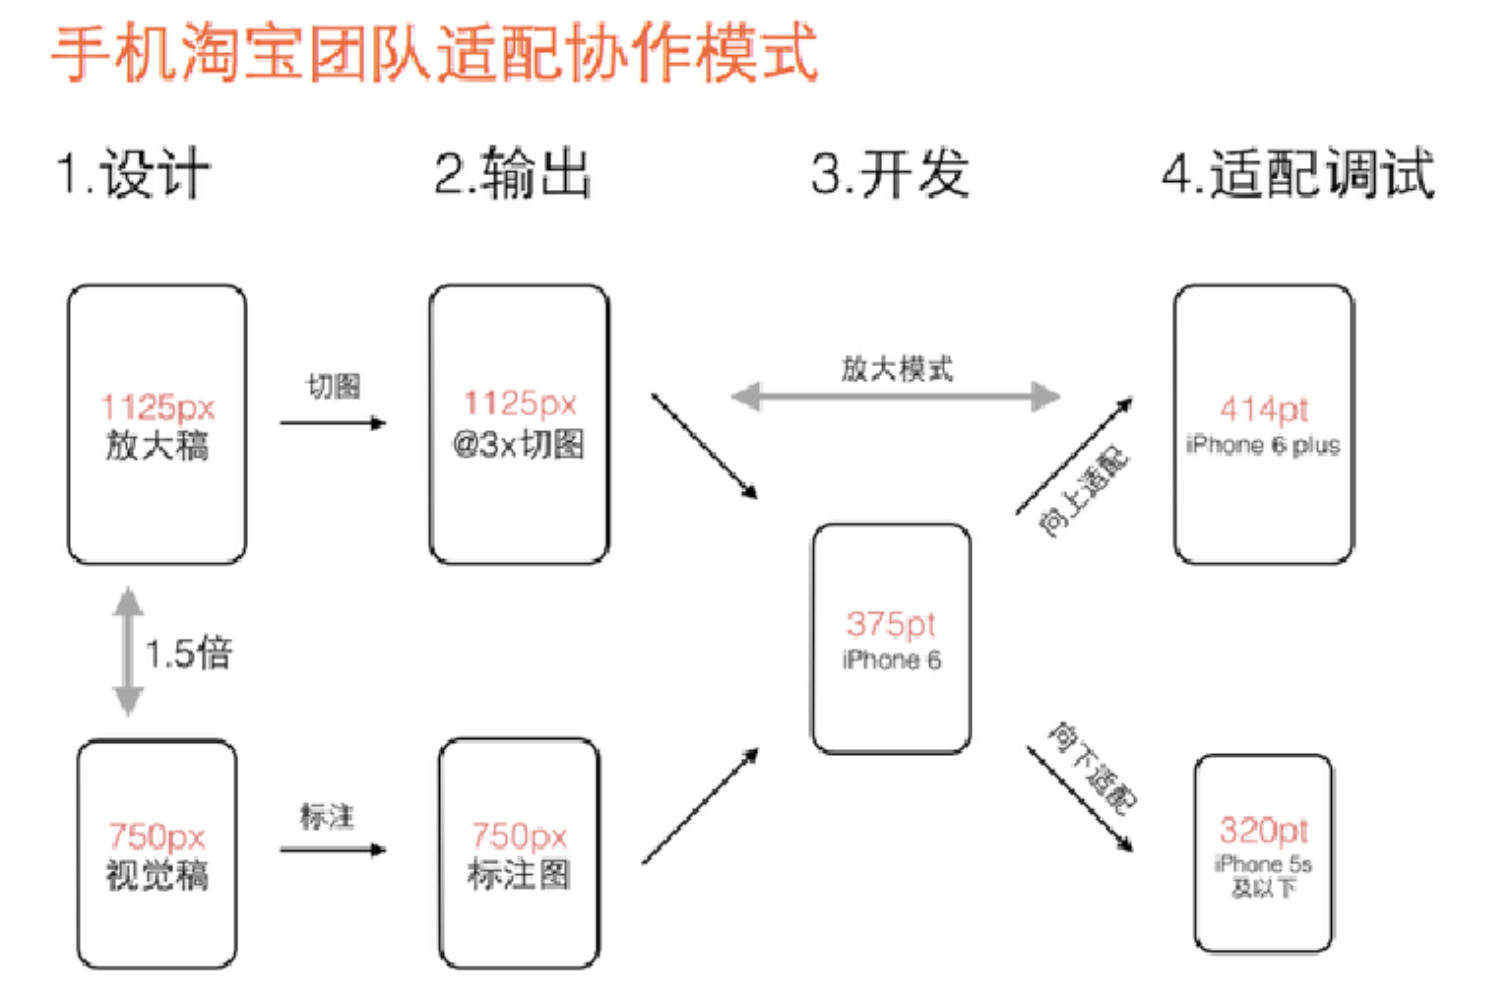 手机淘宝团队适配协作模式
1.设计
2.输出
3.开发
4.适配调试
1125px
放大稿
切图
1125px
@3x切图
放大模式
向上适配
414pt
iPhone 6 plus
1.5倍
375pt
iPhone 6
750px
视觉稿
标注
750px
标注图
向下适配
320pt
iPhone 5s
及以下